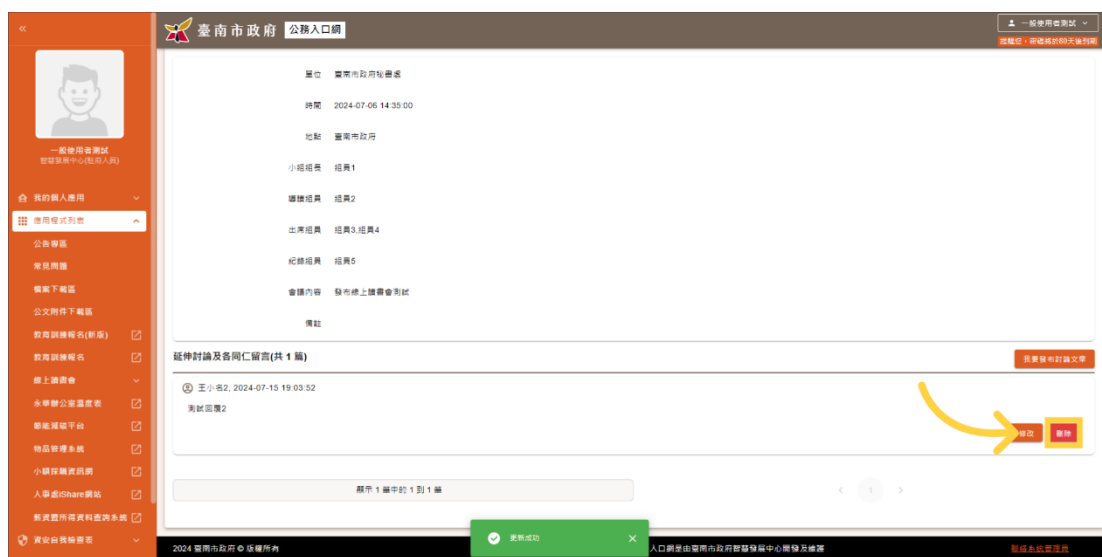 «
臺南市政府 公務入口網
一般使用者測試
提醒您，密碼將於80天後到期
一般使用者測試
智慧發展中心(駐府人員)
我的個人應用
應用程式列表
公告專區
常見問題
檔案下載區
公文附件下載區
教育訓練報名(新版)
教育訓練報名
線上讀書會
永華辦公室溫度表
節能減碳平台
物品管理系統
小額採購資訊網
人事處iShare網站
薪資暨所得資料查詢系統
資安自我檢查表
單位 臺南市政府秘書處
時間 2024-07-06 14:35:00
地點 臺南市政府
小組組長 組員1
導讀組員 組員2
出席組員 組員3,組員4
紀錄組員 組員5
會議內容 發布線上讀書會測試
備註
延伸討論及各同仁留言(共 1 篇)
我要發布討論文章
王小名2, 2024-07-15 19:03:52
測試回覆2
修改 刪除
顯示 1 筆中的 1 到 1 筆
< 1 >
更新成功 ×
2024 臺南市政府 © 版權所有
入口網是由臺南市政府智慧發展中心開發及維護
聯絡系統管理員